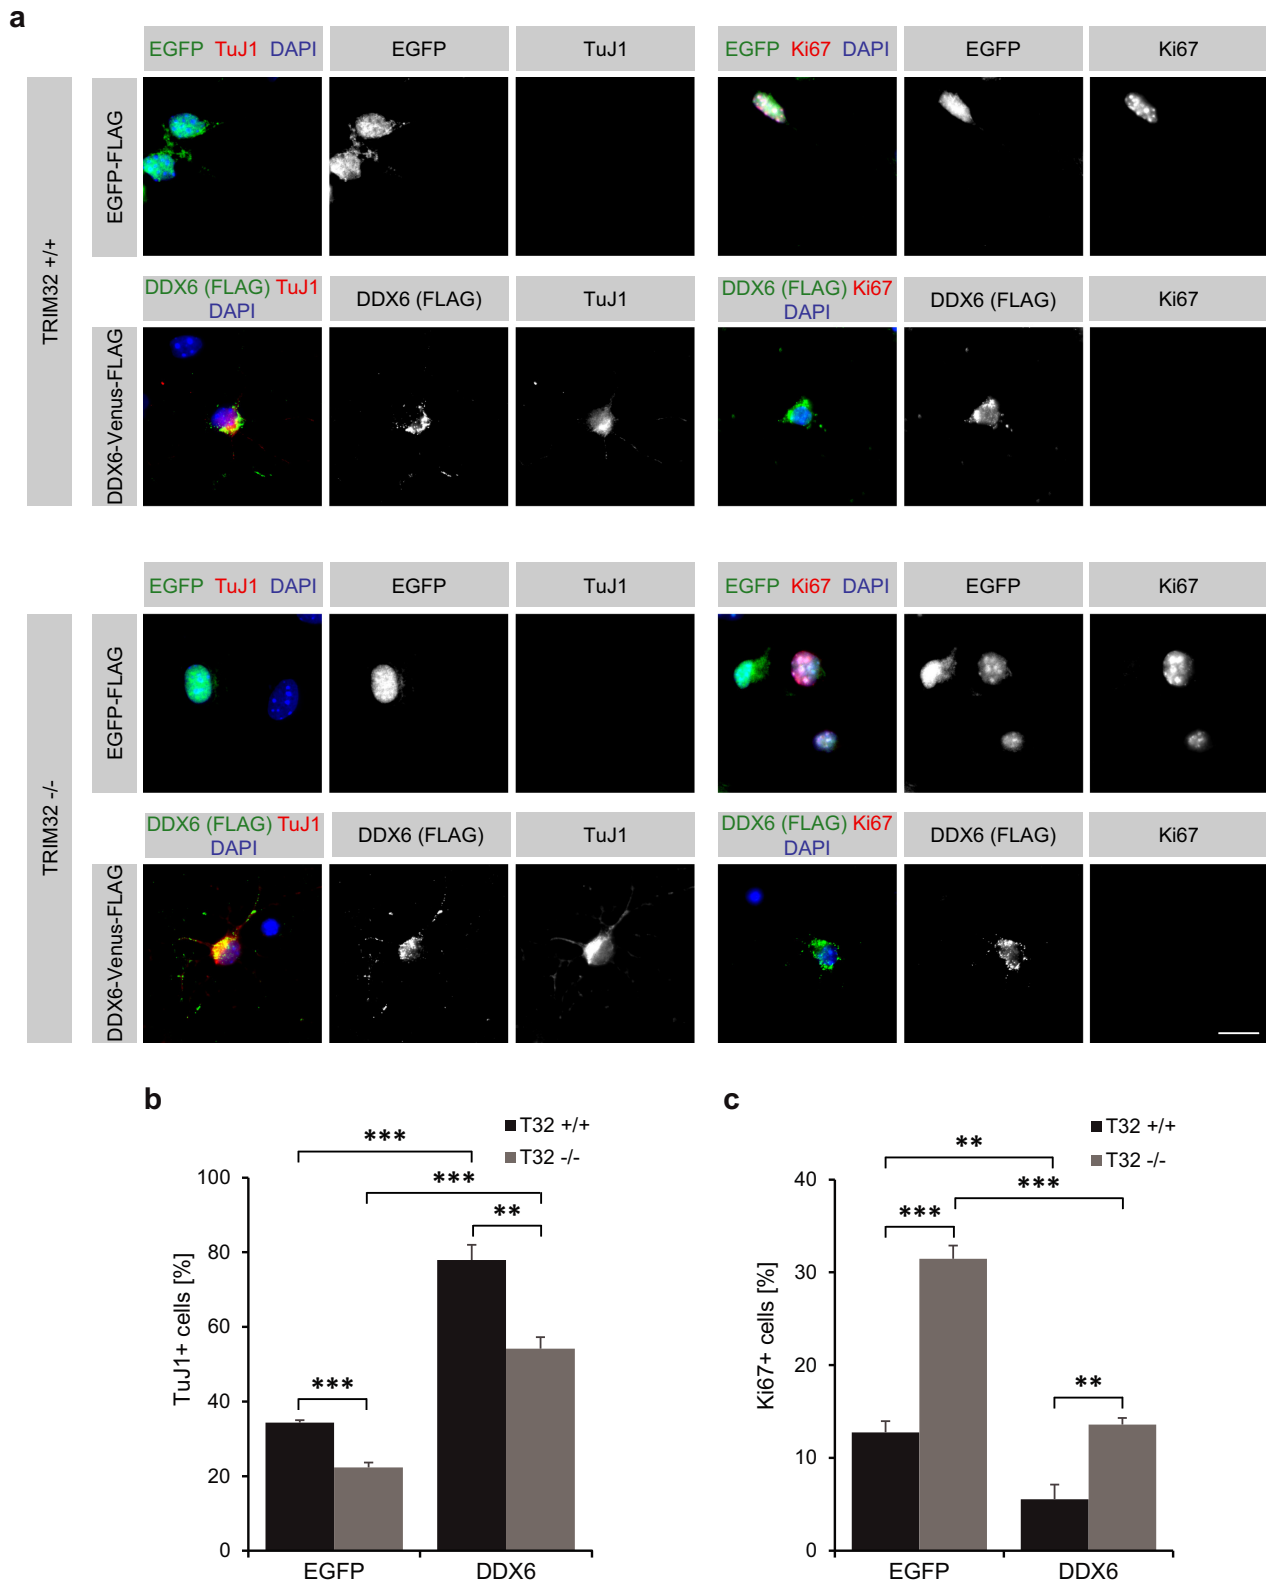 a
EGFP TuJ1 DAPI
EGFP
TuJ1
EGFP Ki67 DAPI
EGFP
Ki67
TRIM32 +/+
EGFP-FLAG
DDX6 (FLAG) TuJ1
DAPI
DDX6 (FLAG)
TuJ1
DDX6 (FLAG) Ki67
DAPI
DDX6 (FLAG)
Ki67
DDX6-Venus-FLAG
EGFP TuJ1 DAPI
EGFP
TuJ1
EGFP Ki67 DAPI
EGFP
Ki67
TRIM32 -/-
EGFP-FLAG
DDX6 (FLAG) TuJ1
DAPI
DDX6 (FLAG)
TuJ1
DDX6 (FLAG) Ki67
DAPI
DDX6 (FLAG)
Ki67
DDX6-Venus-FLAG
b
T32 +/+
T32 -/-
***
***
**
***
TuJ1+ cells [%]
100
80
60
40
20
0
EGFP
DDX6
c
T32 +/+
T32 -/-
**
***
***
**
Ki67+ cells [%]
40
30
20
10
0
EGFP
DDX6